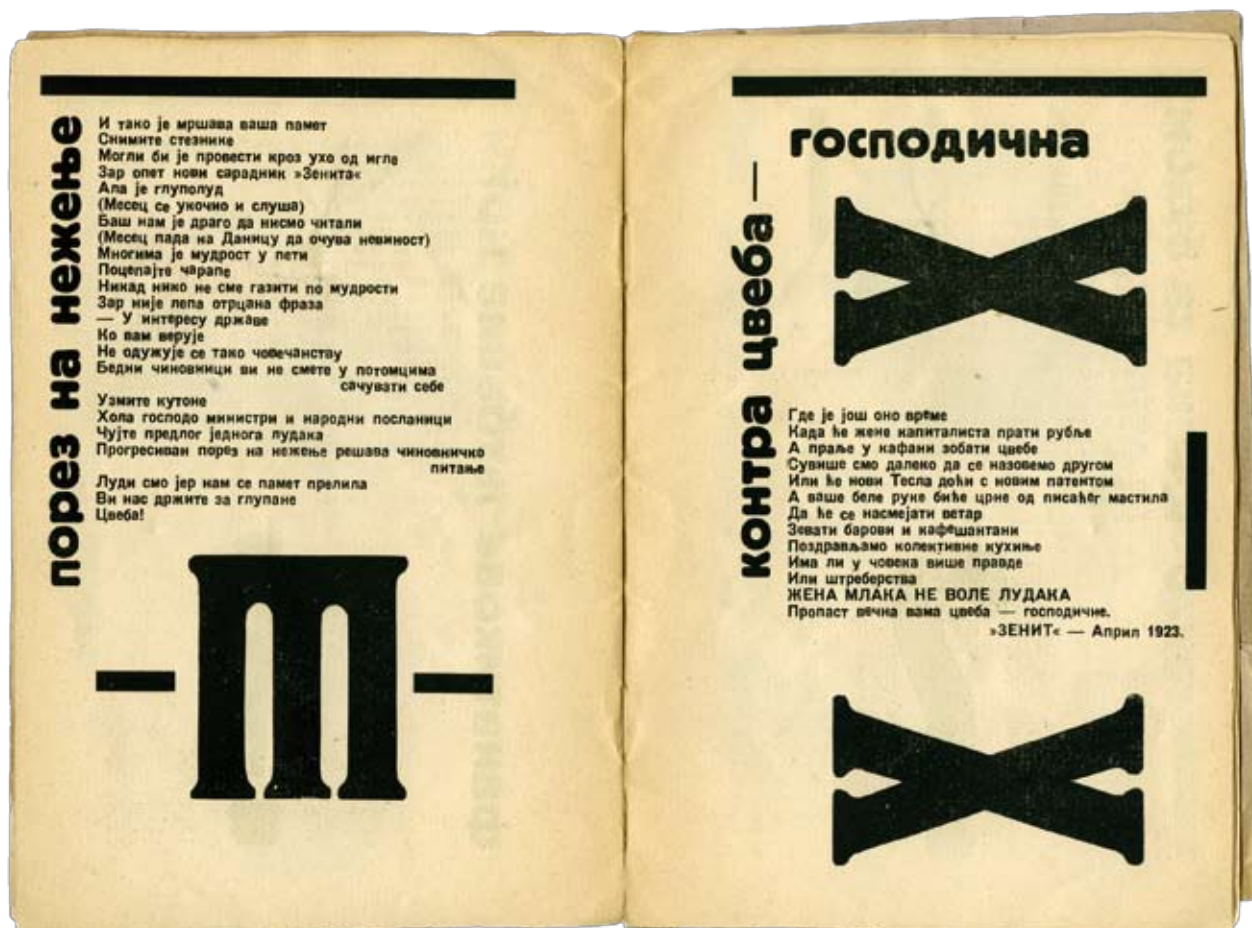 порез на нежење
И тако је мршава ваша памет
Снимите стезнике
Могли би је провести кроз ухо од игле
Зар опет нови сарадник »Зенита«
Ала је глуполуд
(Месец се укочио и слуша)
Баш нам је драго да нисмо читали
(Месец пада на Даницу да очува невиност)
Многима је мудрост у пети
Поцепајте чарапе
Никад нико не сме газити по мудрости
Зар није лепа отрцана фраза
— У интересу државе
Ко вам верује
Не одужује се тако човечанству
Бедни чиновници ви не смете у потомцима
сачувати себе
Узмите кутоне
Хола господо министри и народни посланици
Чујте предлог једнога лудака
Прогресиван порез на нежење решава чиновничко
питање
Луди смо јер нам се памет прелила
Ви нас држите за глупане
Цвеба!
Ш
контра цвеба —
господична
X
Где је још оно време
Када ће жене капиталиста прати рубље
А праље у кафани зобати цвебе
Сувише смо далеко да се назовемо другом
Или ће нови Тесла доћи с новим патентом
А ваше беле руке биће црне од писаћег мастила
Да ће се насмејати ветар
Зевати барови и кафешантани
Поздрављамо колективне кухиње
Има ли у човека више правде
Или штреберства
ЖЕНА МЛАКА НЕ ВОЛЕ ЛУДАКА
Пропаст вечна вама цвеба — господичне.
»ЗЕНИТ« — Април 1923.
X